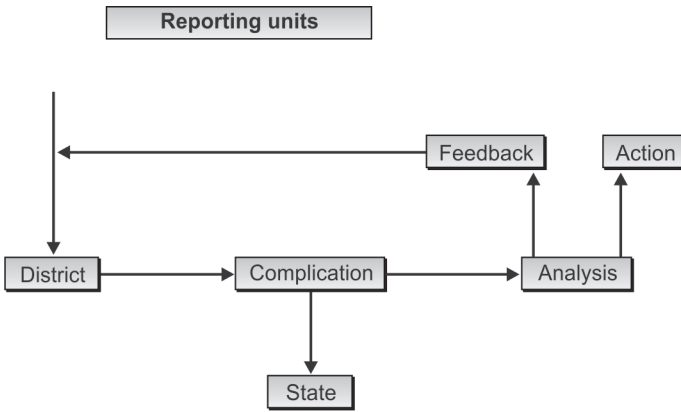 Reporting units
Feedback
Action
District
Complication
Analysis
State